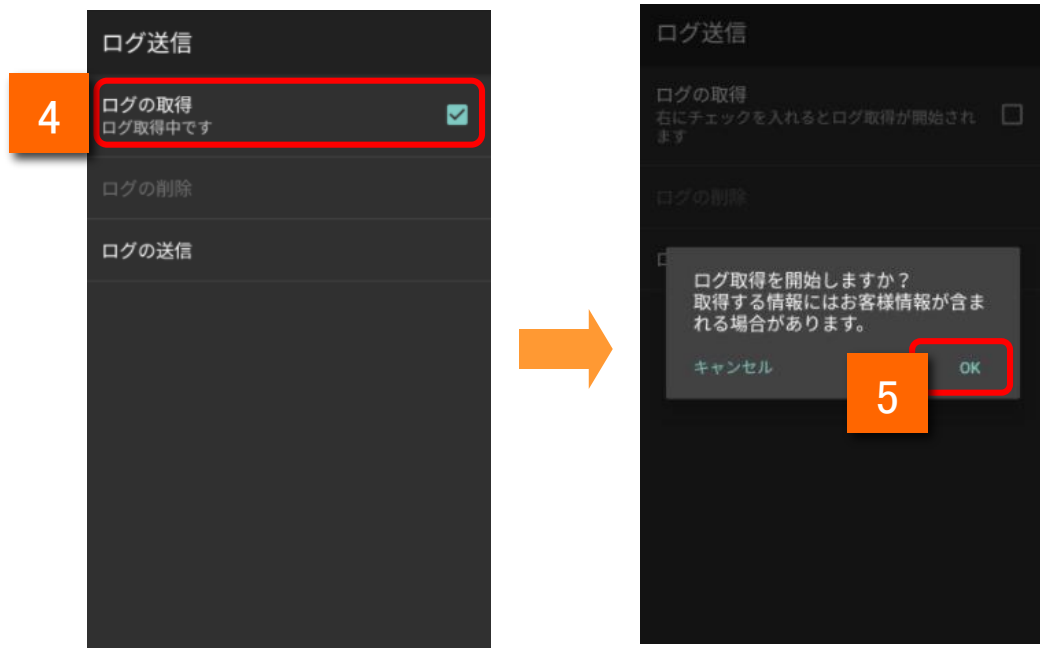 ログ送信
4
ログの取得
ログ取得中です
ログの削除
ログの送信
ログ送信
ログの取得
右にチェックを入れるとログ取得が開始され
ます
ログの削除
ロ
ログ取得を開始しますか？
取得する情報にはお客様情報が含ま
れる場合があります。
キャンセル
OK
5